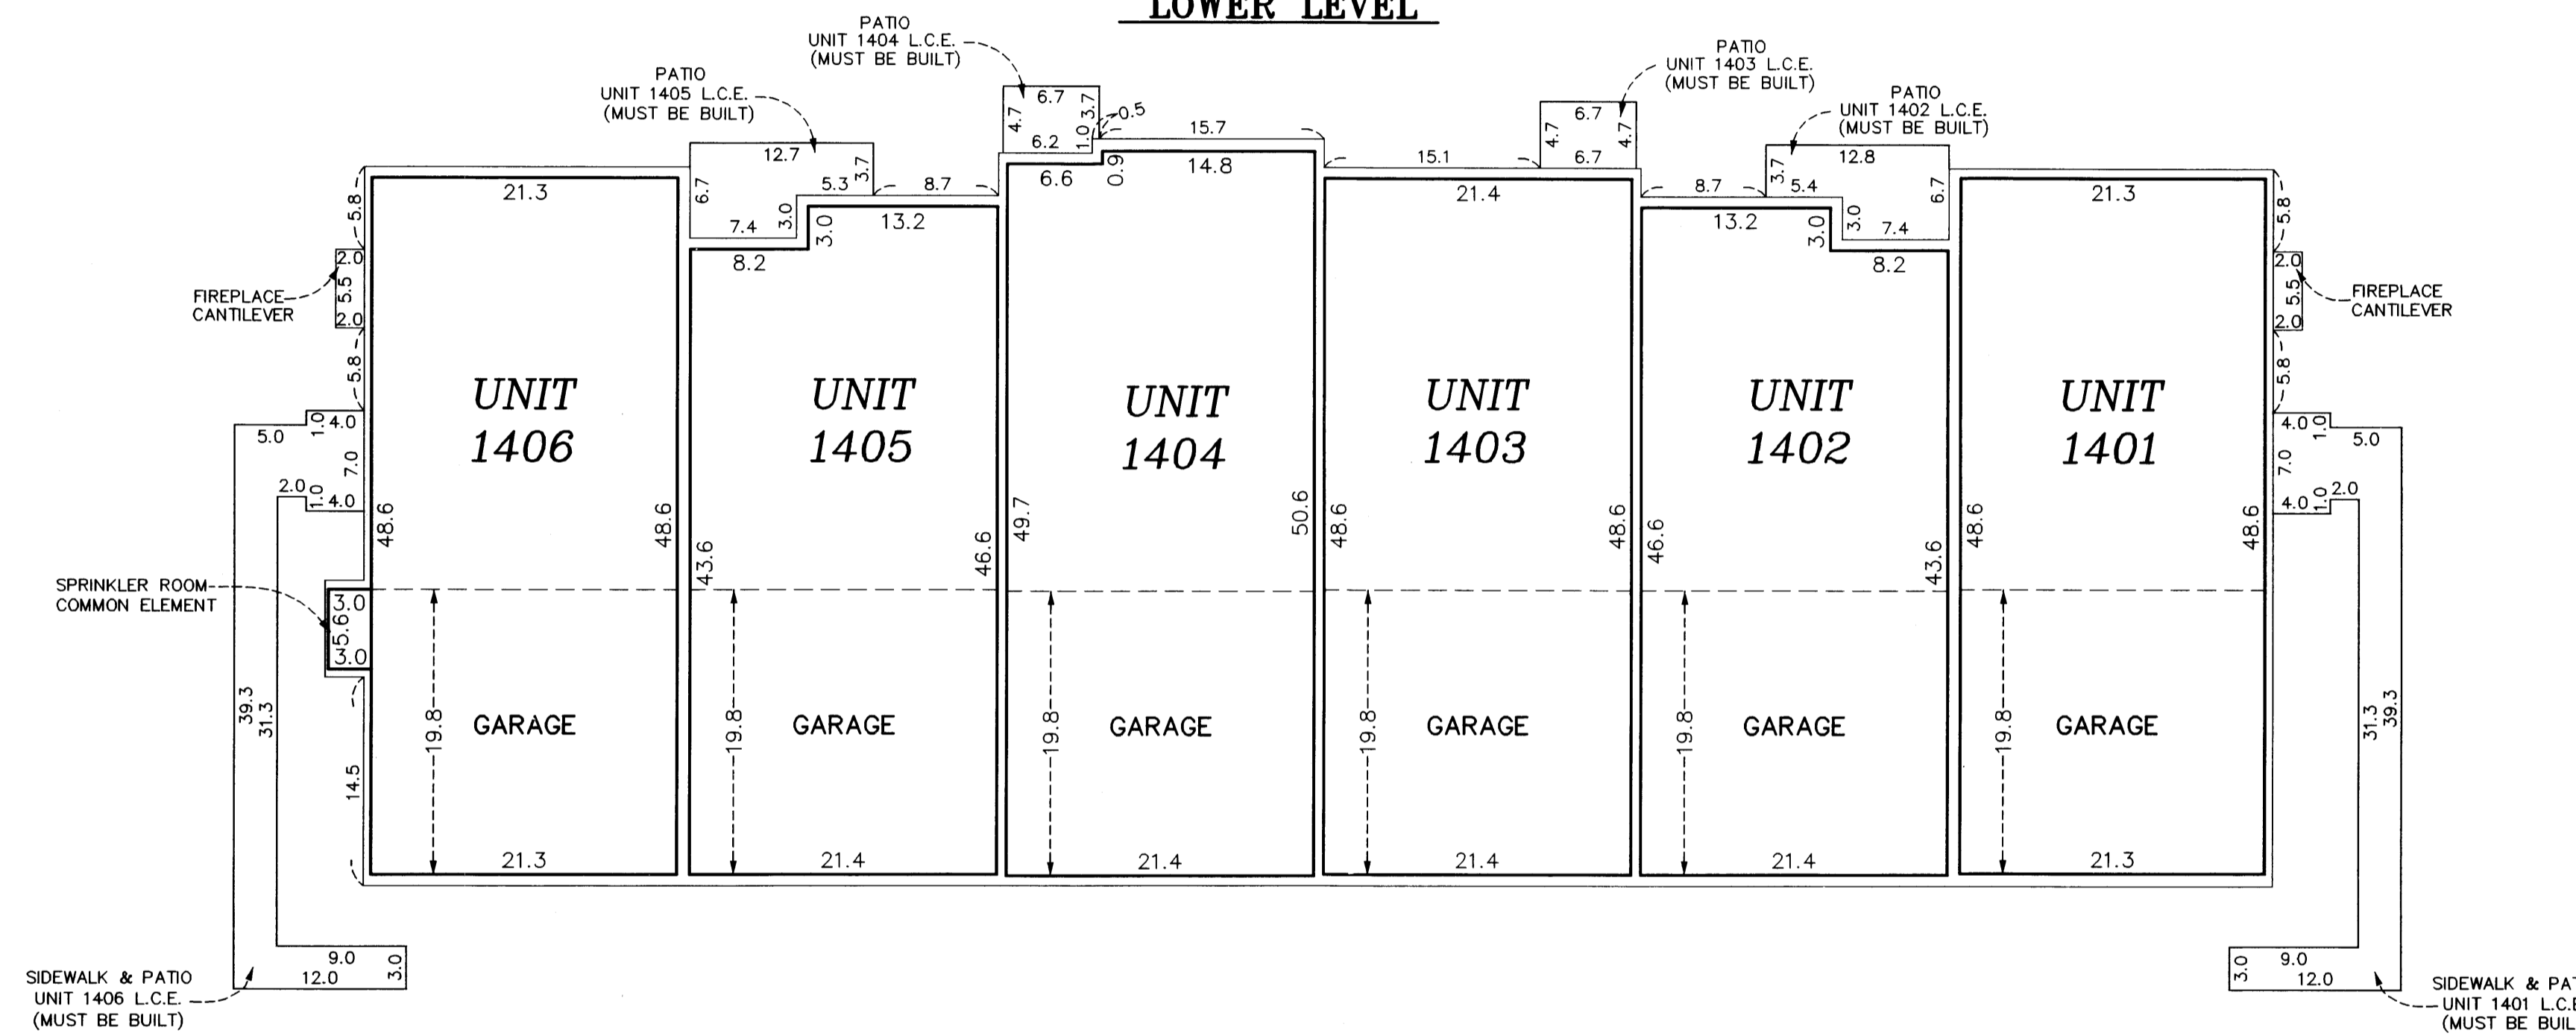 LOWER LEVEL
PATIO
UNIT 1404 L.C.E.
(MUST BE BUILT)
PATIO
UNIT 1403 L.C.E.
(MUST BE BUILT)
PATIO
UNIT 1405 L.C.E.
(MUST BE BUILT)
PATIO
UNIT 1402 L.C.E.
(MUST BE BUILT)
6.7
4.7
3.7
6.2
1.0
0.5
15.7
6.7
4.7
4.7
6.7
15.1
12.7
6.7
3.7
5.3
8.7
7.4
3.0
12.8
3.7
5.4
8.7
6.7
3.0
7.4
5.8
21.3
8.2
3.0
13.2
6.6
0.9
14.8
21.4
13.2
3.0
8.2
21.3
5.8
FIREPLACE
CANTILEVER
2.0
5.5
2.0
5.8
2.0
5.5
2.0
5.8
FIREPLACE
CANTILEVER
UNIT
1406
UNIT
1405
UNIT
1404
UNIT
1403
UNIT
1402
UNIT
1401
5.0
1.0
4.0
7.0
2.0
1.0
4.0
4.0
1.0
5.0
7.0
4.0
1.0
2.0
48.6
48.6
43.6
46.6
49.7
50.6
48.6
48.6
46.6
43.6
48.6
48.6
SPRINKLER ROOM
COMMON ELEMENT
3.0
5.6
3.0
39.3
31.3
14.5
19.8
GARAGE
19.8
GARAGE
19.8
GARAGE
19.8
GARAGE
19.8
GARAGE
19.8
GARAGE
31.3
39.3
21.3
21.4
21.4
21.4
21.4
21.3
9.0
12.0
3.0
3.0
9.0
12.0
SIDEWALK & PATIO
UNIT 1406 L.C.E.
(MUST BE BUILT)
SIDEWALK & PAT
UNIT 1401 L.C.E
(MUST BE BUIL